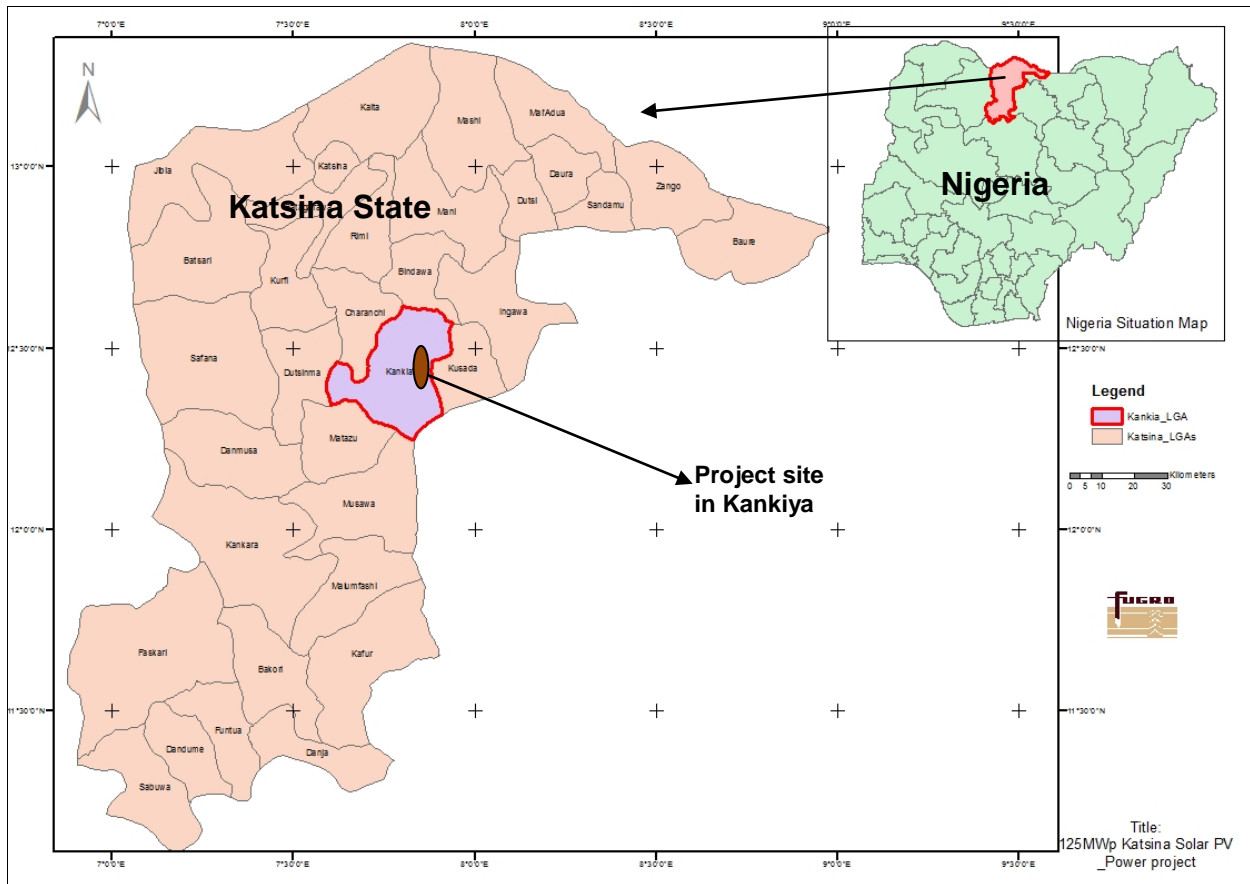 7°0'0"E
7°30'0"E
8°0'0"E
8°30'0"E
9°0'0"E
9°30'0"E
N
Kaita
Mashi
Mai'Adua
13°0'0"N
Jibia
Katsina
Daura
Zango
Dutsi
Sandamu
Katsina State
Mani
Rimi
Baure
Batsari
Kurfi
Bindawa
Charanchi
Ingawa
12°30'0"N
Safana
Dutsinma
Kankia
Kusada
Matazu
Danmusa
Musawa
Project site
in Kankiya
12°0'0"N
Kankara
Malumfashi
Faskari
Bakori
Kafur
11°30'0"N
Funtua
Dandume
Danja
Sabuwa
Nigeria
Nigeria Situation Map
12°30'0"N
Legend
Kankia_LGA
Katsina_LGAs
Kilometers
0 5 10 20 30
12°0'0"N
FUGRO
11°30'0"N
Title:
125MWp Katsina Solar PV
_Power project
7°0'0"E
7°30'0"E
8°0'0"E
8°30'0"E
9°0'0"E
9°30'0"E